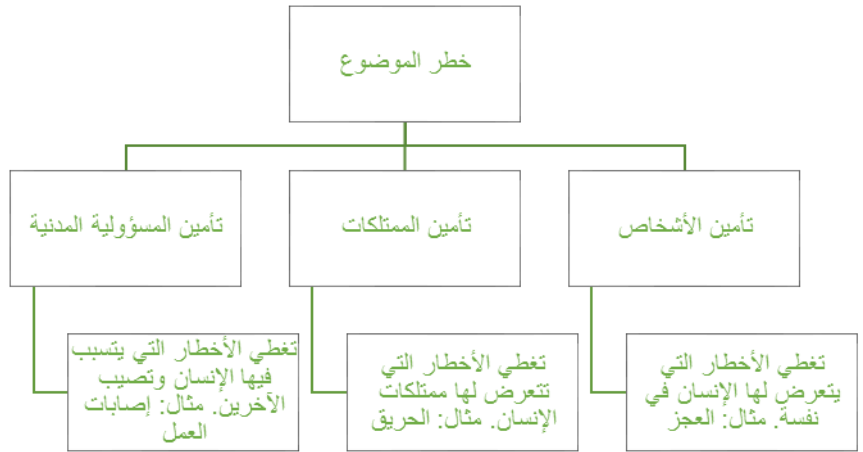 خطر الموضوع
تأمين الأشخاص
تأمين الممتلكات
تأمين المسؤولية المدنية
تغطي الأخطار التي
يتعرض لها الإنسان في
نفسة. مثال: العجز
تغطي الأخطار التي
تتعرض لها ممتلكات
الإنسان. مثال: الحريق
تغطي الأخطار التي يتسبب
فيها الإنسان وتصيب
الآخرين. مثال: إصابات
العمل